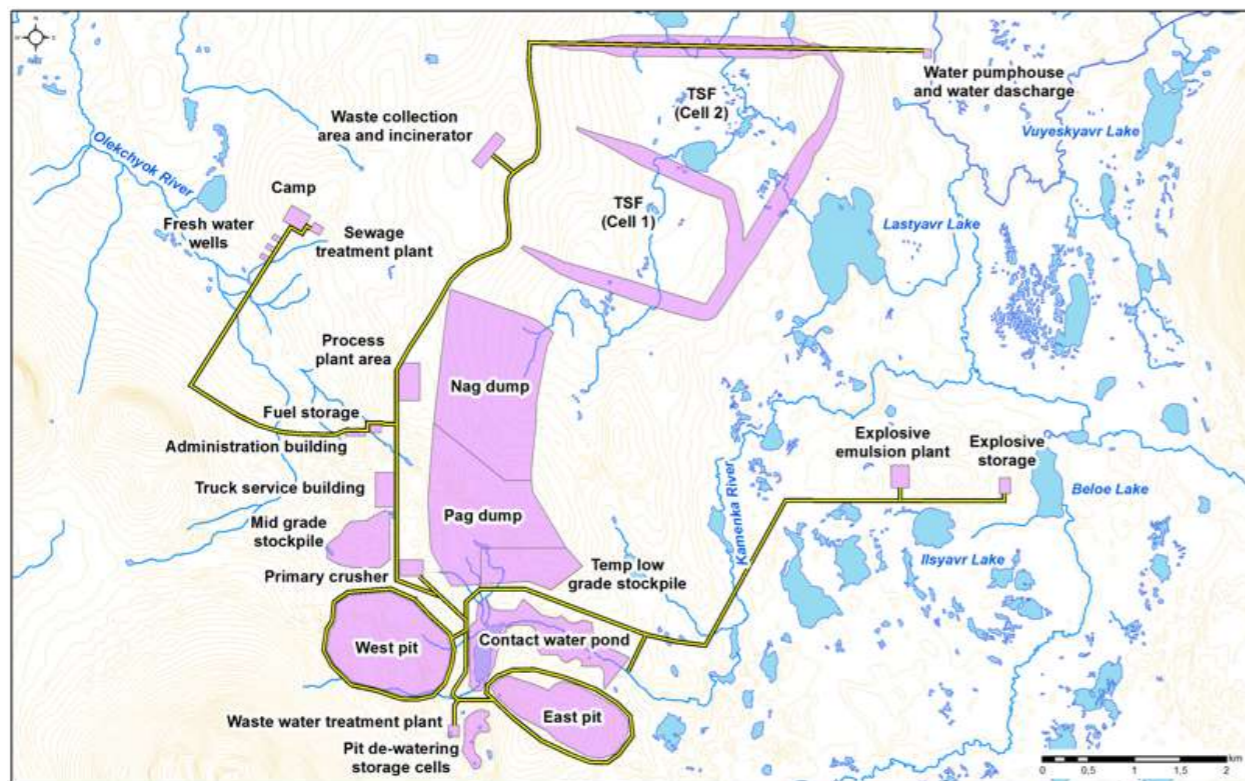 Water pumphouse
and water dascharge
TSF
(Cell 2)
Waste collection
area and incinerator
Vuyeskyavr Lake
Olekchyok River
Camp
TSF
(Cell 1)
Fresh water
wells
Sewage
treatment plant
Lastyavr Lake
Process
plant area
Nag dump
Fuel storage
Administration building
Explosive
emulsion plant
Explosive
storage
Truck service building
Beloe Lake
Pag dump
Kamenka River
Mid grade
stockpile
Ilsyavr Lake
Primary crusher
Temp low
grade stockpile
West pit
Contact water pond
East pit
Waste water treatment plant
Pit de-watering
storage cells
km
0 0,5 1 1,5 2